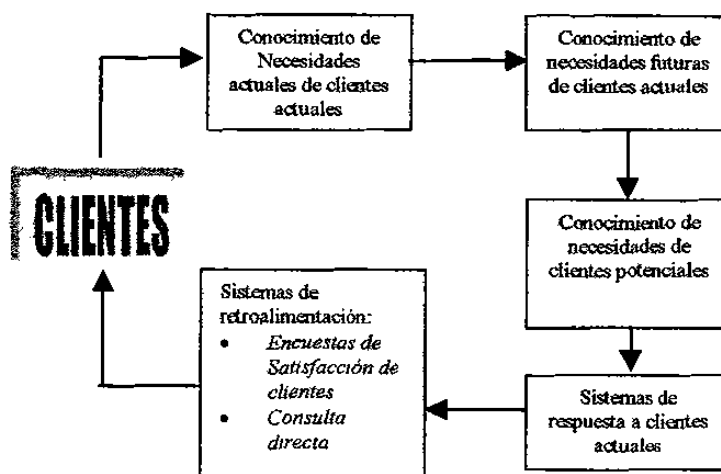 Conocimiento de
Necesidades
actuales de clientes
actuales
Conocimiento de
necesidades futuras
de clientes actuales
CLIENTES
Conocimiento de
necesidades de
clientes potenciales
Sistemas de
retroalimentación:
• Encuestas de
Satisfacción de
clientes
• Consulta
directa
Sistemas de
respuesta a clientes
actuales